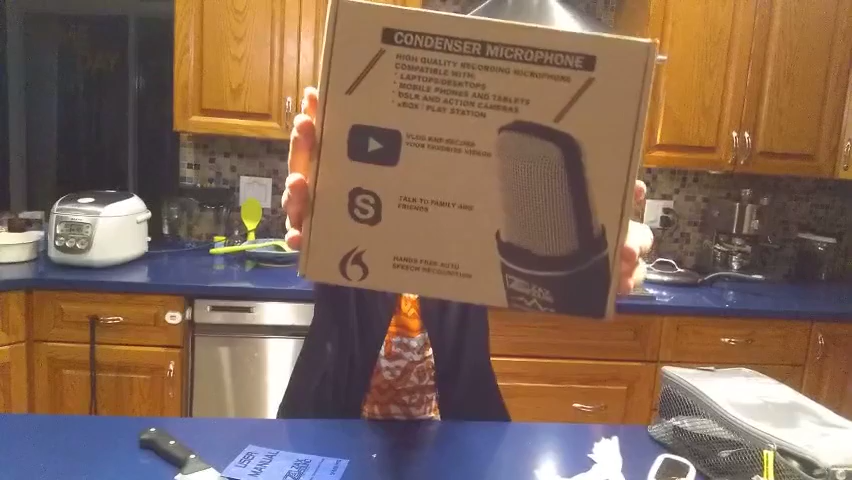 CONDENSER MICROPHONE
HIGH QUALITY RECORDING MICROPHONE
COMPATIBLE WITH:
* LAPTOPS/DESKTOPS
* MOBILE PHONES AND TABLETS
* DSLR AND ACTION CAMERAS
* XBOX / PLAY STATION
VLOG AND RECORD
YOUR FAVORITE VIDEOS
S
TALK TO FAMILY AND
FRIENDS
HANDS FREE AUTO
SPEECH RECOGNITION
USER
MANUAL